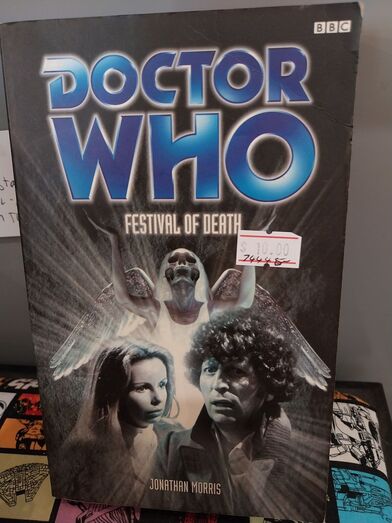 BBC
DOCTOR
WHO
FESTIVAL OF DEATH
$ 10.00
JONATHAN MORRIS